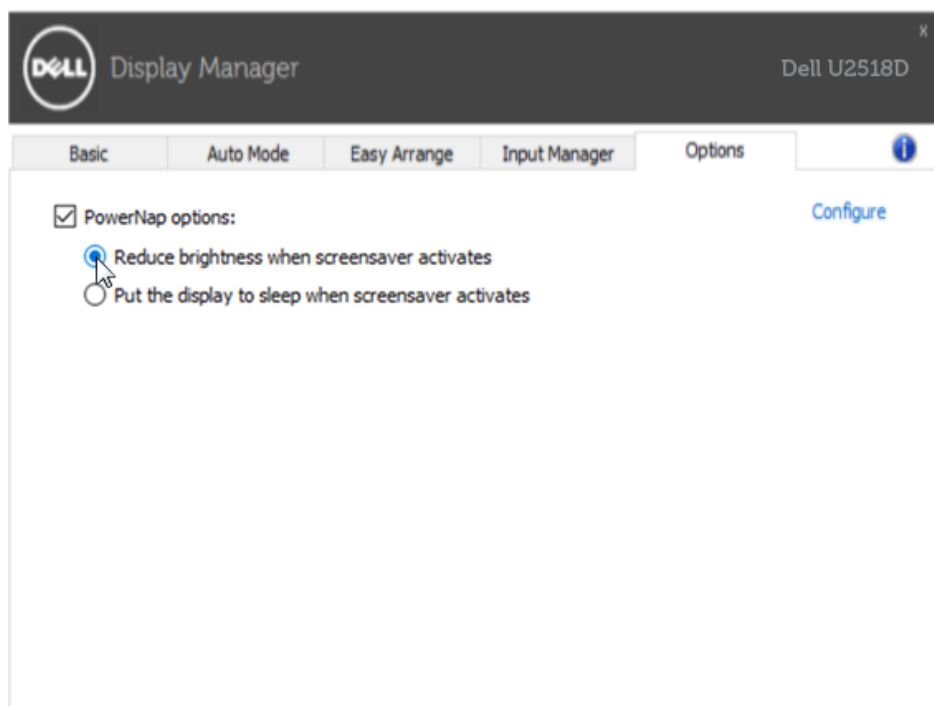 DELL Display Manager
x
Dell U2518D
Basic Auto Mode Easy Arrange Input Manager Options i
PowerNap options: Configure
Reduce brightness when screensaver activates
Put the display to sleep when screensaver activates